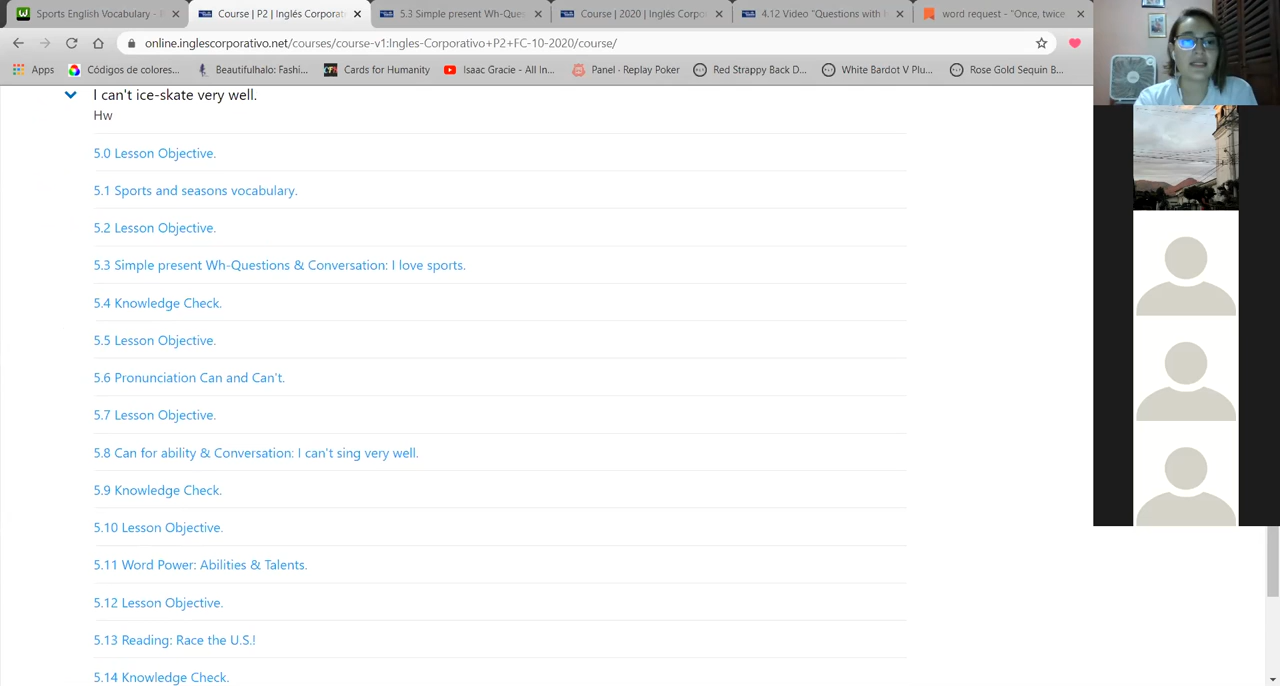 Sports English Vocabulary - I
Course | P2 | Inglés Corporat
5.3 Simple present Wh-Ques
Course | 2020 | Inglés Corpo
4.12 Video "Questions with
word request - "Once, twice
online.inglescorporativo.net/courses/course-v1:Ingles-Corporativo+P2+FC-10-2020/course/
Apps
Códigos de colores...
Beautifulhalo: Fashi...
Cards for Humanity
Isaac Gracie - All In...
Panel · Replay Poker
Red Strappy Back D...
White Bardot V Plu...
Rose Gold Sequin B...
I can't ice-skate very well.
Hw
5.0 Lesson Objective.
5.1 Sports and seasons vocabulary.
5.2 Lesson Objective.
5.3 Simple present Wh-Questions & Conversation: I love sports.
5.4 Knowledge Check.
5.5 Lesson Objective.
5.6 Pronunciation Can and Can't.
5.7 Lesson Objective.
5.8 Can for ability & Conversation: I can't sing very well.
5.9 Knowledge Check.
5.10 Lesson Objective.
5.11 Word Power: Abilities & Talents.
5.12 Lesson Objective.
5.13 Reading: Race the U.S.!
5.14 Knowledge Check.